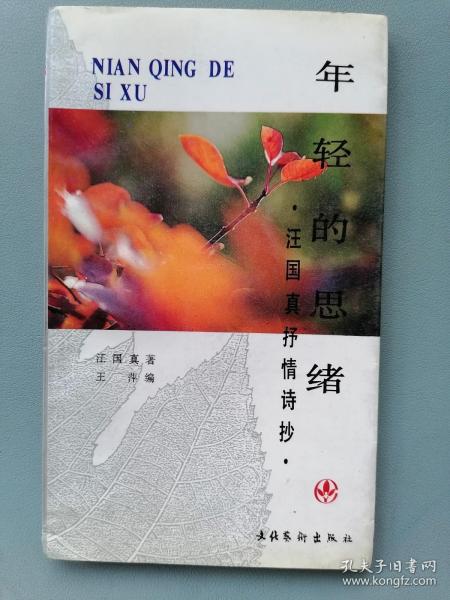 NIAN QING DE
SI XU
年轻的思绪
·汪国真抒情诗抄·
汪国真著
王萍编
文化艺术出版社
孔夫子旧书网
www.kongfz.com